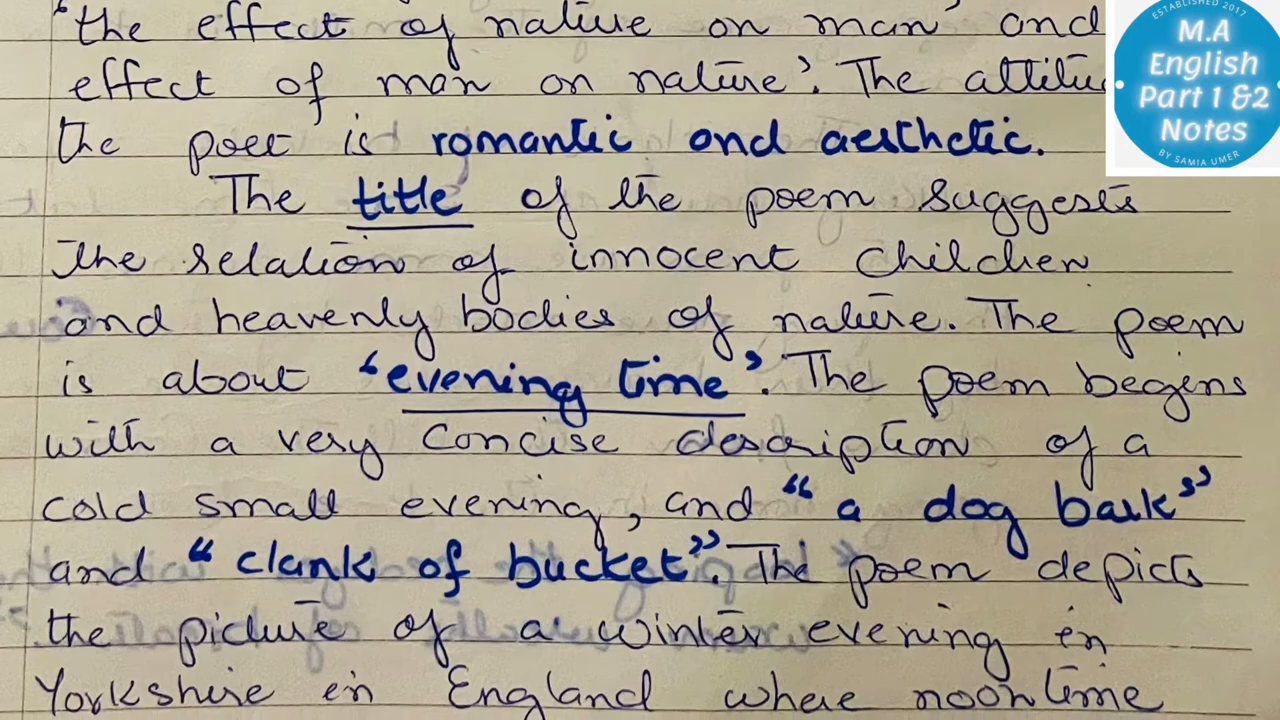 'the effect of nature on man' and
effect of man on nature'. The attitu
the poet is romantic and aesthetic.
The title of the poem suggests
the relation of innocent children
and heavenly bodies of nature. The poem
is about 'evening time'. The poem begins
with a very concise description of a
cold small evening, and "a dog bark"
and "clank of bucket". The poem depicts
the picture of a winter evening in
Yorkshire in England where noontime
ESTABLISHED 2017
M.A
English
Part 1 &2
Notes
BY SAMIA UMER